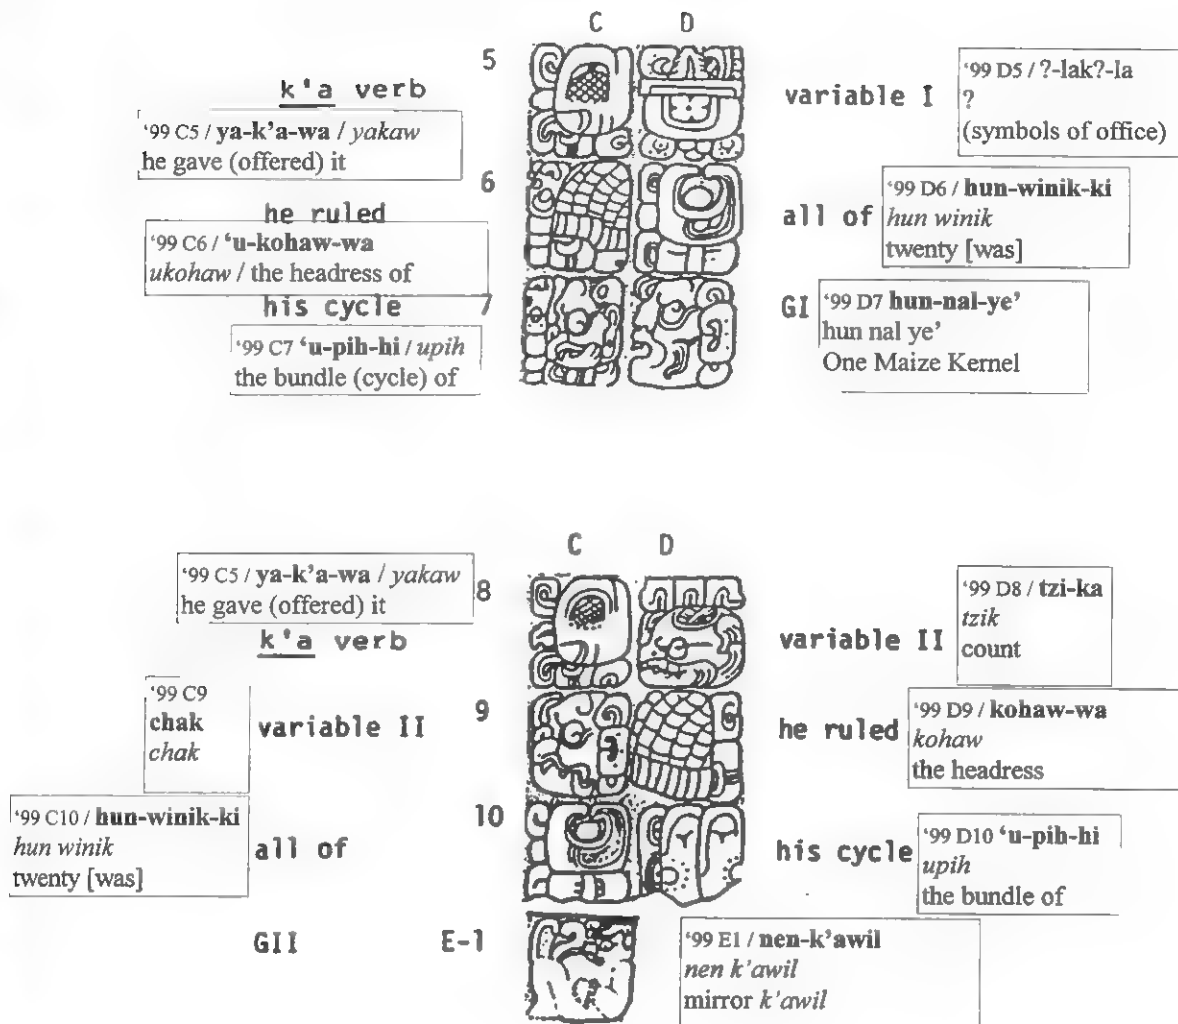 C D
5
k'a verb
'99 C5 / ya-k'a-wa / yakaw
he gave (offered) it
variable I
'99 D5 / ?-lak?-la
?
(symbols of office)
6
he ruled
'99 C6 / 'u-kohaw-wa
ukohaw / the headress of
all of
'99 D6 / hun-winik-ki
hun winik
twenty [was]
his cycle
7
'99 C7 'u-pih-hi / upih
the bundle (cycle) of
GI
'99 D7 hun-nal-ye'
hun nal ye'
One Maize Kernel
C D
'99 C5 / ya-k'a-wa / yakaw
he gave (offered) it
8
k'a verb
variable II
'99 D8 / tzi-ka
tzik
count
'99 C9
chak
chak
variable II
9
he ruled
'99 D9 / kohaw-wa
kohaw
the headress
10
'99 C10 / hun-winik-ki
hun winik
twenty [was]
all of
his cycle
'99 D10 'u-pih-hi
upih
the bundle of
GII
E-1
'99 E1 / nen-k'awil
nen k'awil
mirror k'awil